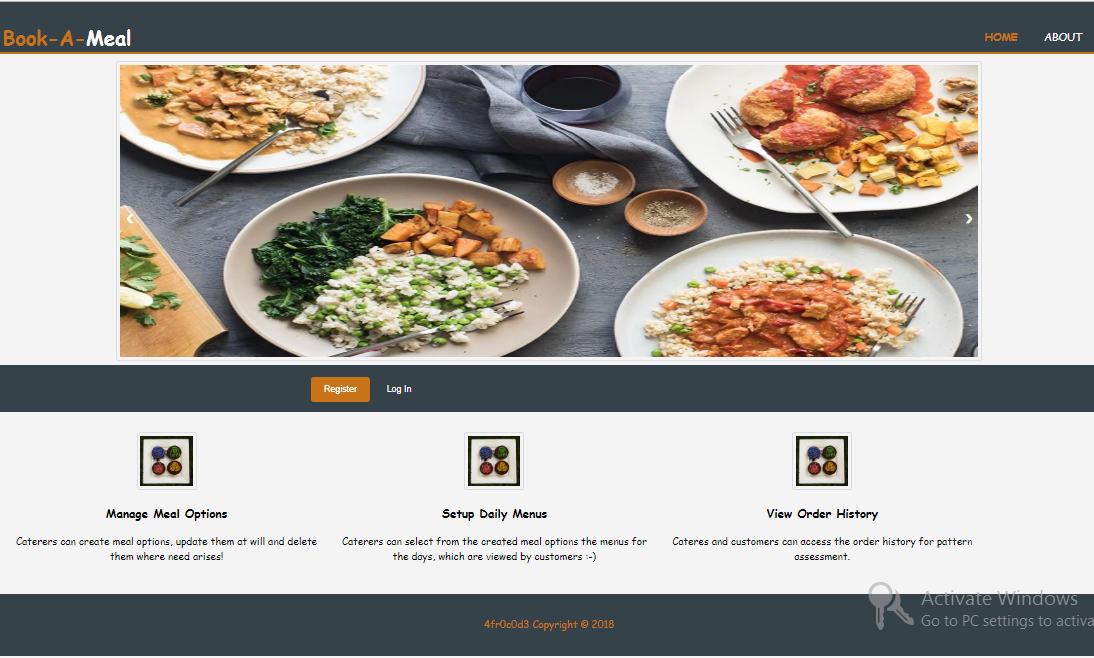 Book-A-Meal
HOME
ABOUT
‹
›
Register
Log In
Manage Meal Options
Caterers can create meal options, update them at will and delete
them where need arises!
Setup Daily Menus
Caterers can select from the created meal options the menus for
the days, which are viewed by customers :-)
View Order History
Cateres and customers can access the order history for pattern
assessment.
Activate Windows
Go to PC settings to activa
4fr0c0d3 Copyright © 2018